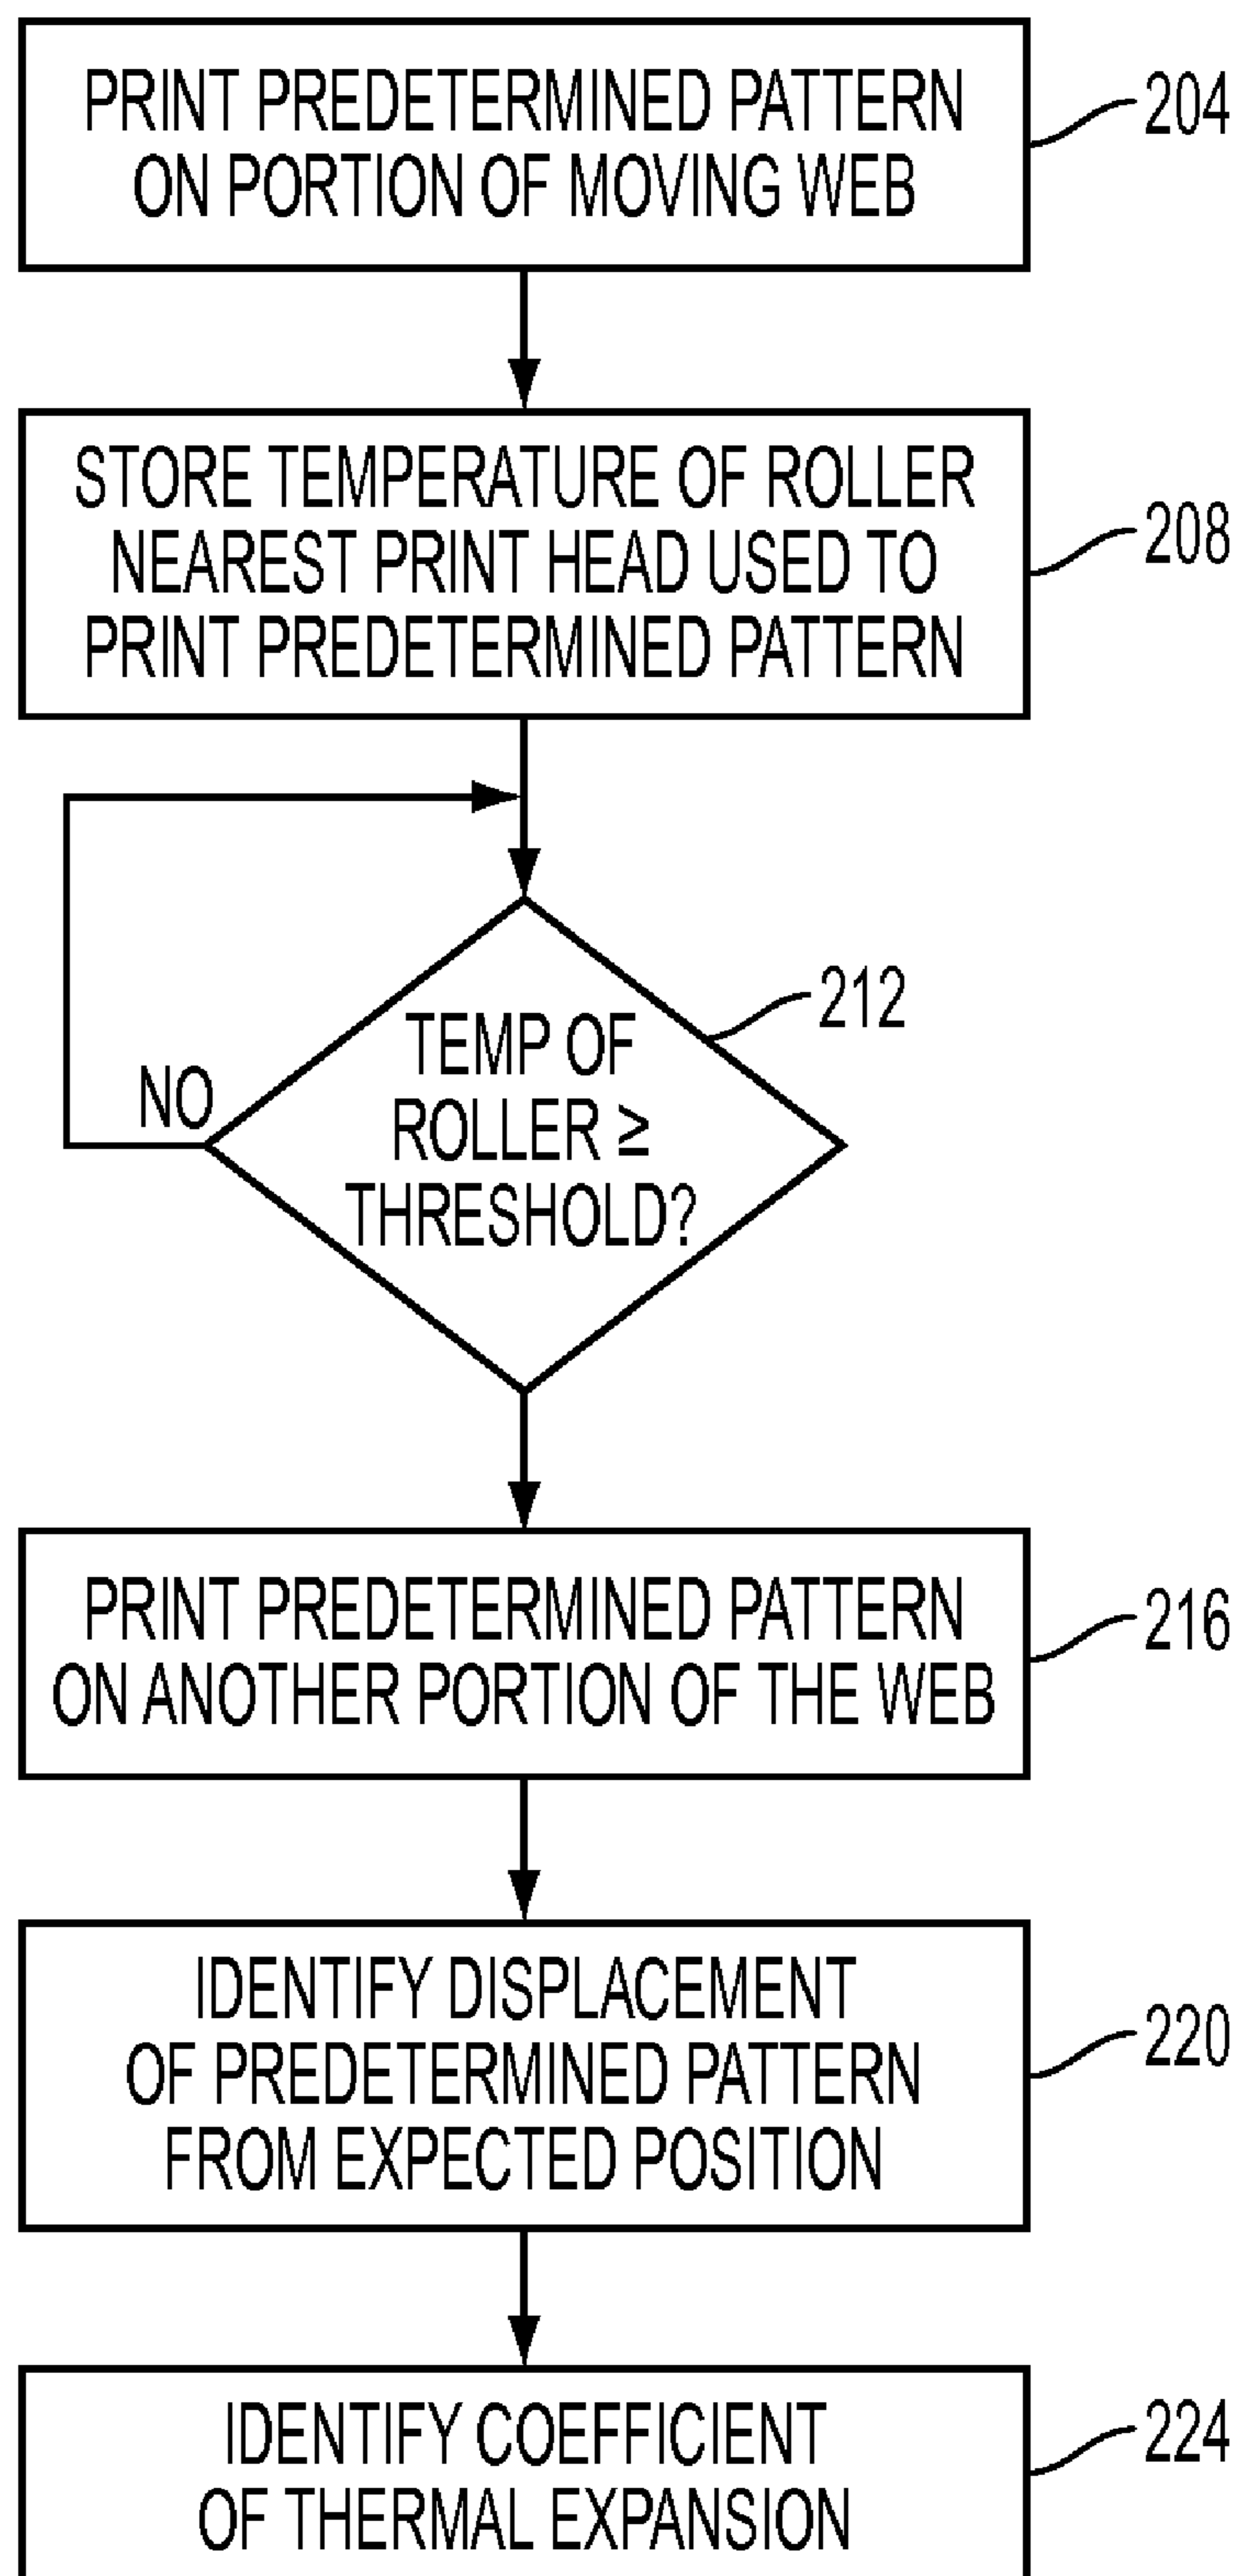 PRINT PREDETERMINED PATTERN
ON PORTION OF MOVING WEB
204
STORE TEMPERATURE OF ROLLER
NEAREST PRINT HEAD USED TO
PRINT PREDETERMINED PATTERN
208
TEMP OF
ROLLER ≥
THRESHOLD?
212
NO
PRINT PREDETERMINED PATTERN
ON ANOTHER PORTION OF THE WEB
216
IDENTIFY DISPLACEMENT
OF PREDETERMINED PATTERN
FROM EXPECTED POSITION
220
IDENTIFY COEFFICIENT
OF THERMAL EXPANSION
224